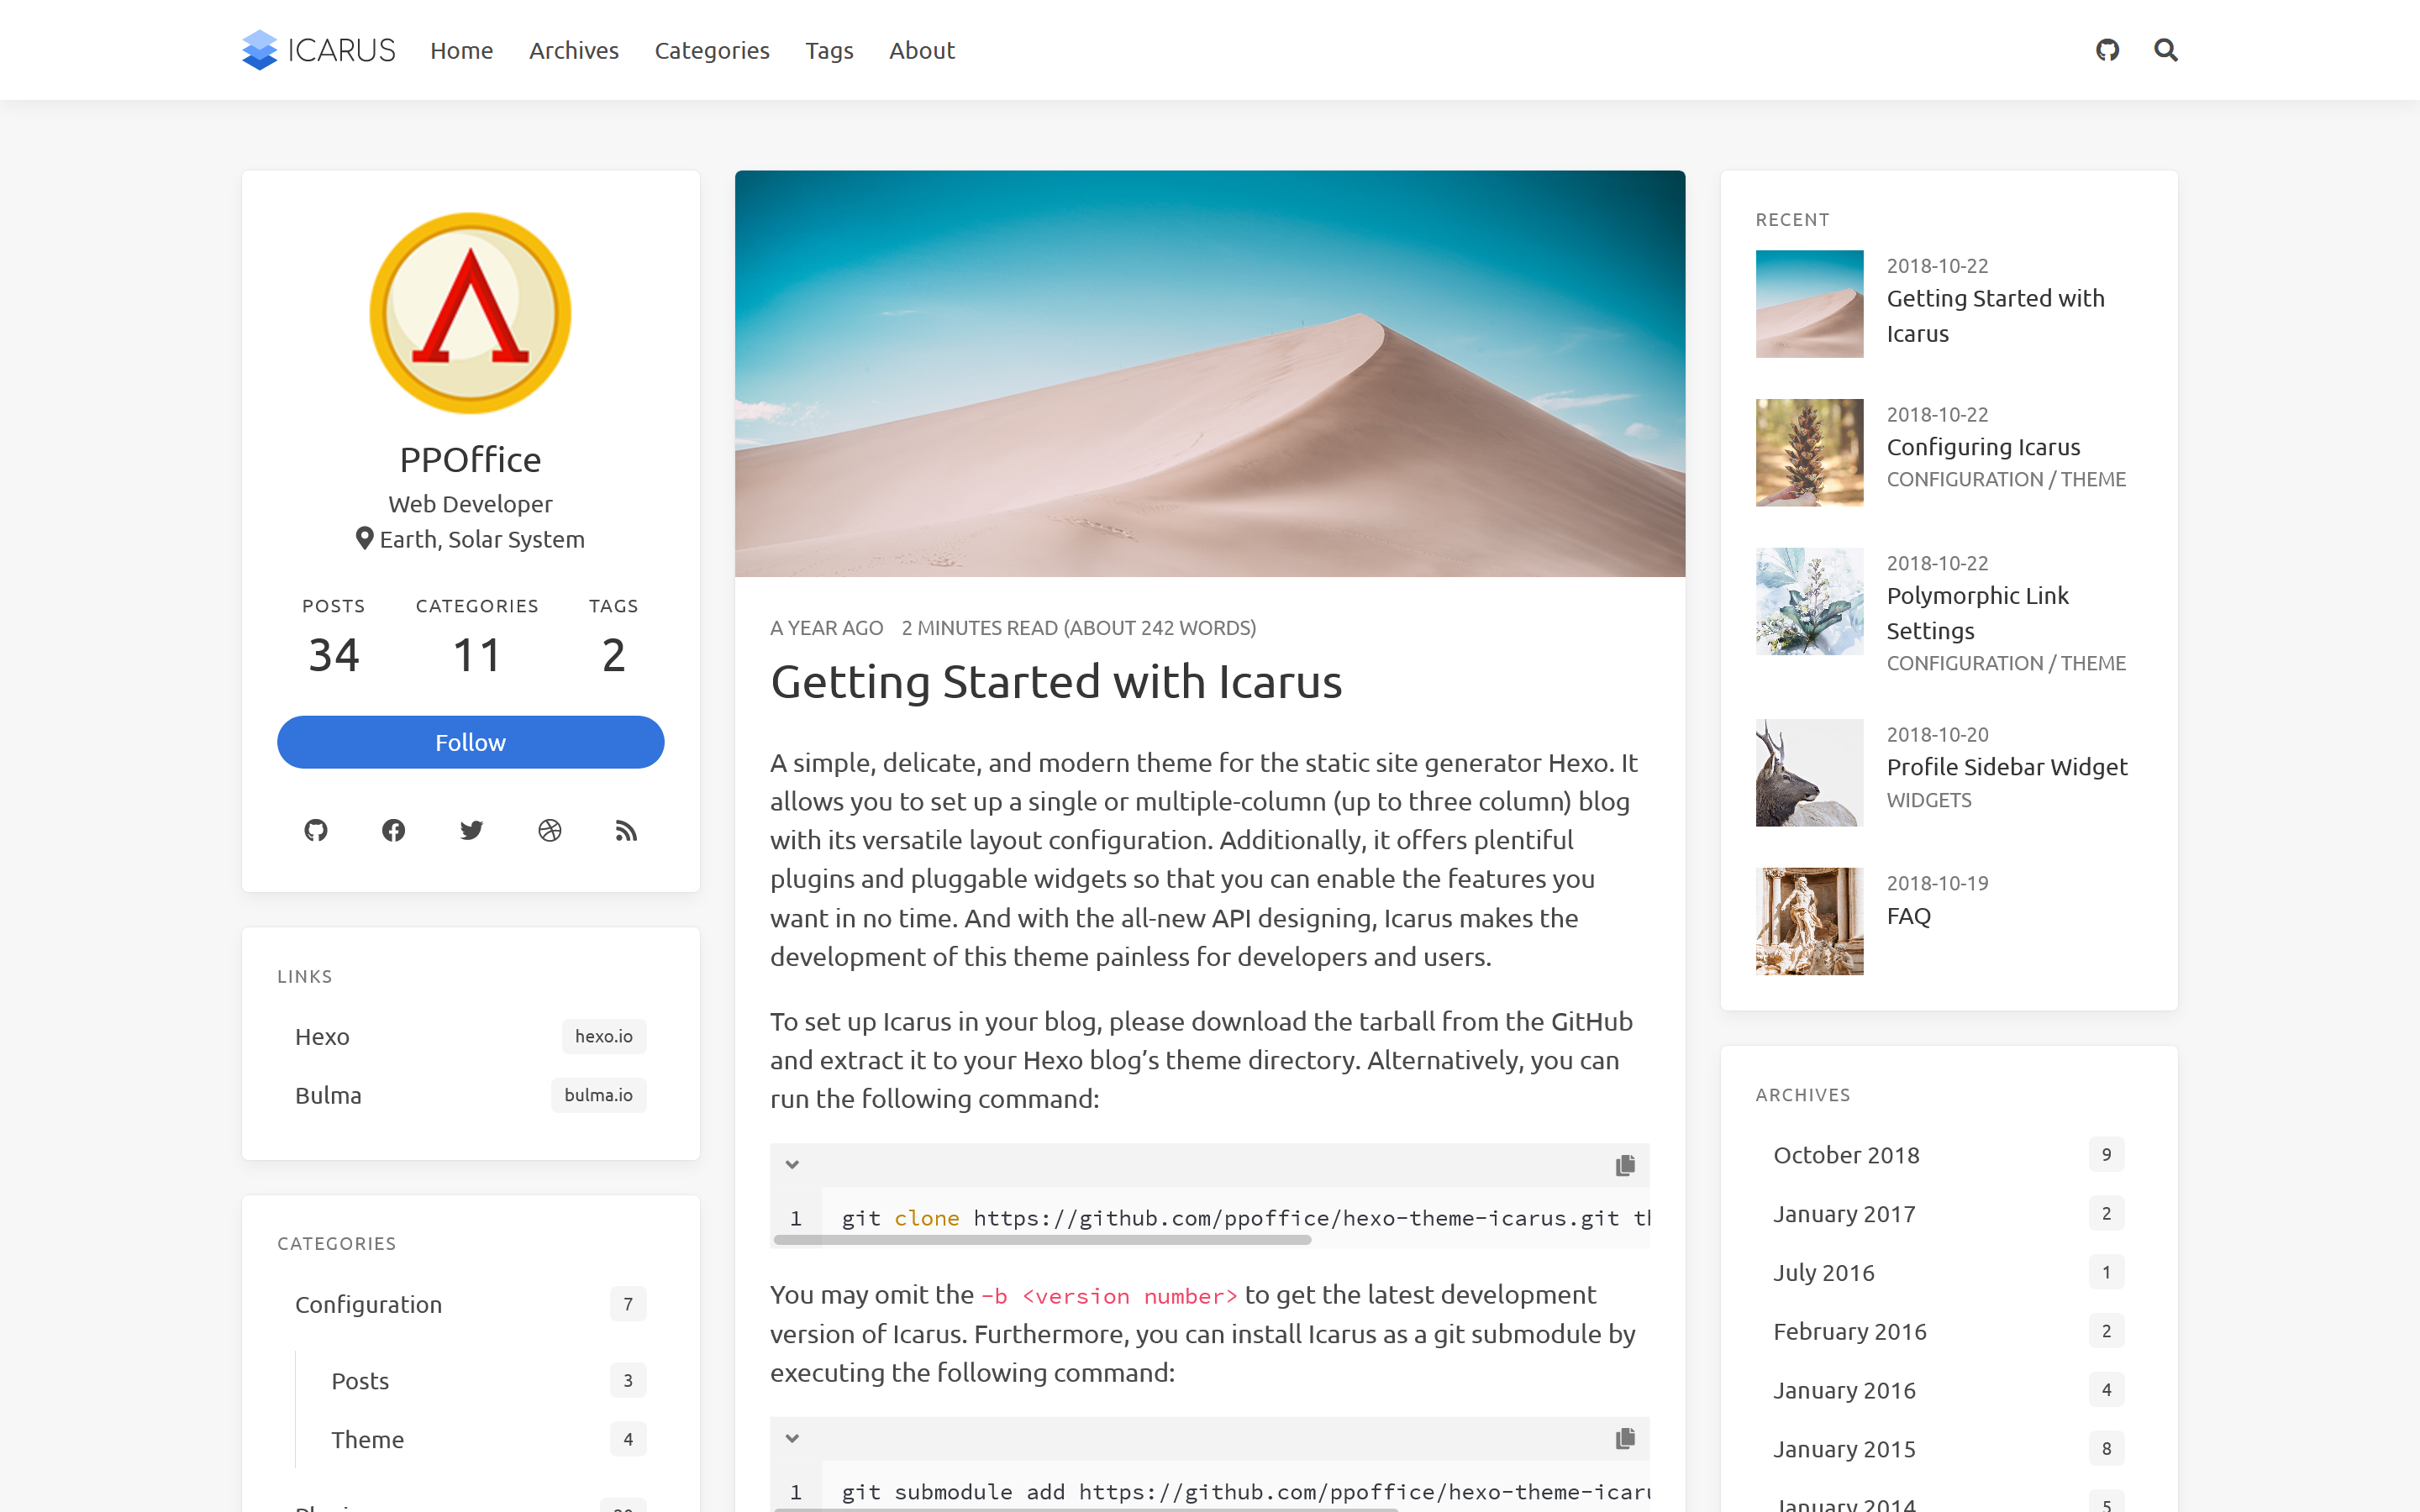 ICARUS
Home
Archives
Categories
Tags
About
PPOffice
Web Developer
Earth, Solar System
POSTS
CATEGORIES
TAGS
34
11
2
Follow
LINKS
Hexo
hexo.io
Bulma
bulma.io
CATEGORIES
Configuration
7
Posts
3
Theme
4
A YEAR AGO 2 MINUTES READ (ABOUT 242 WORDS)
Getting Started with Icarus
A simple, delicate, and modern theme for the static site generator Hexo. It
allows you to set up a single or multiple-column (up to three column) blog
with its versatile layout configuration. Additionally, it offers plentiful
plugins and pluggable widgets so that you can enable the features you
want in no time. And with the all-new API designing, Icarus makes the
development of this theme painless for developers and users.
To set up Icarus in your blog, please download the tarball from the GitHub
and extract it to your Hexo blog’s theme directory. Alternatively, you can
run the following command:
1 git clone https://github.com/ppoffice/hexo-theme-icarus.git
You may omit the -b <version number> to get the latest development
version of Icarus. Furthermore, you can install Icarus as a git submodule by
executing the following command:
1 git submodule add https://github.com/ppoffice/hexo-theme-icaru
RECENT
2018-10-22
Getting Started with
Icarus
2018-10-22
Configuring Icarus
CONFIGURATION / THEME
2018-10-22
Polymorphic Link
Settings
CONFIGURATION / THEME
2018-10-20
Profile Sidebar Widget
WIDGETS
2018-10-19
FAQ
ARCHIVES
October 2018
9
January 2017
2
July 2016
1
February 2016
2
January 2016
4
January 2015
8
January 2014
5